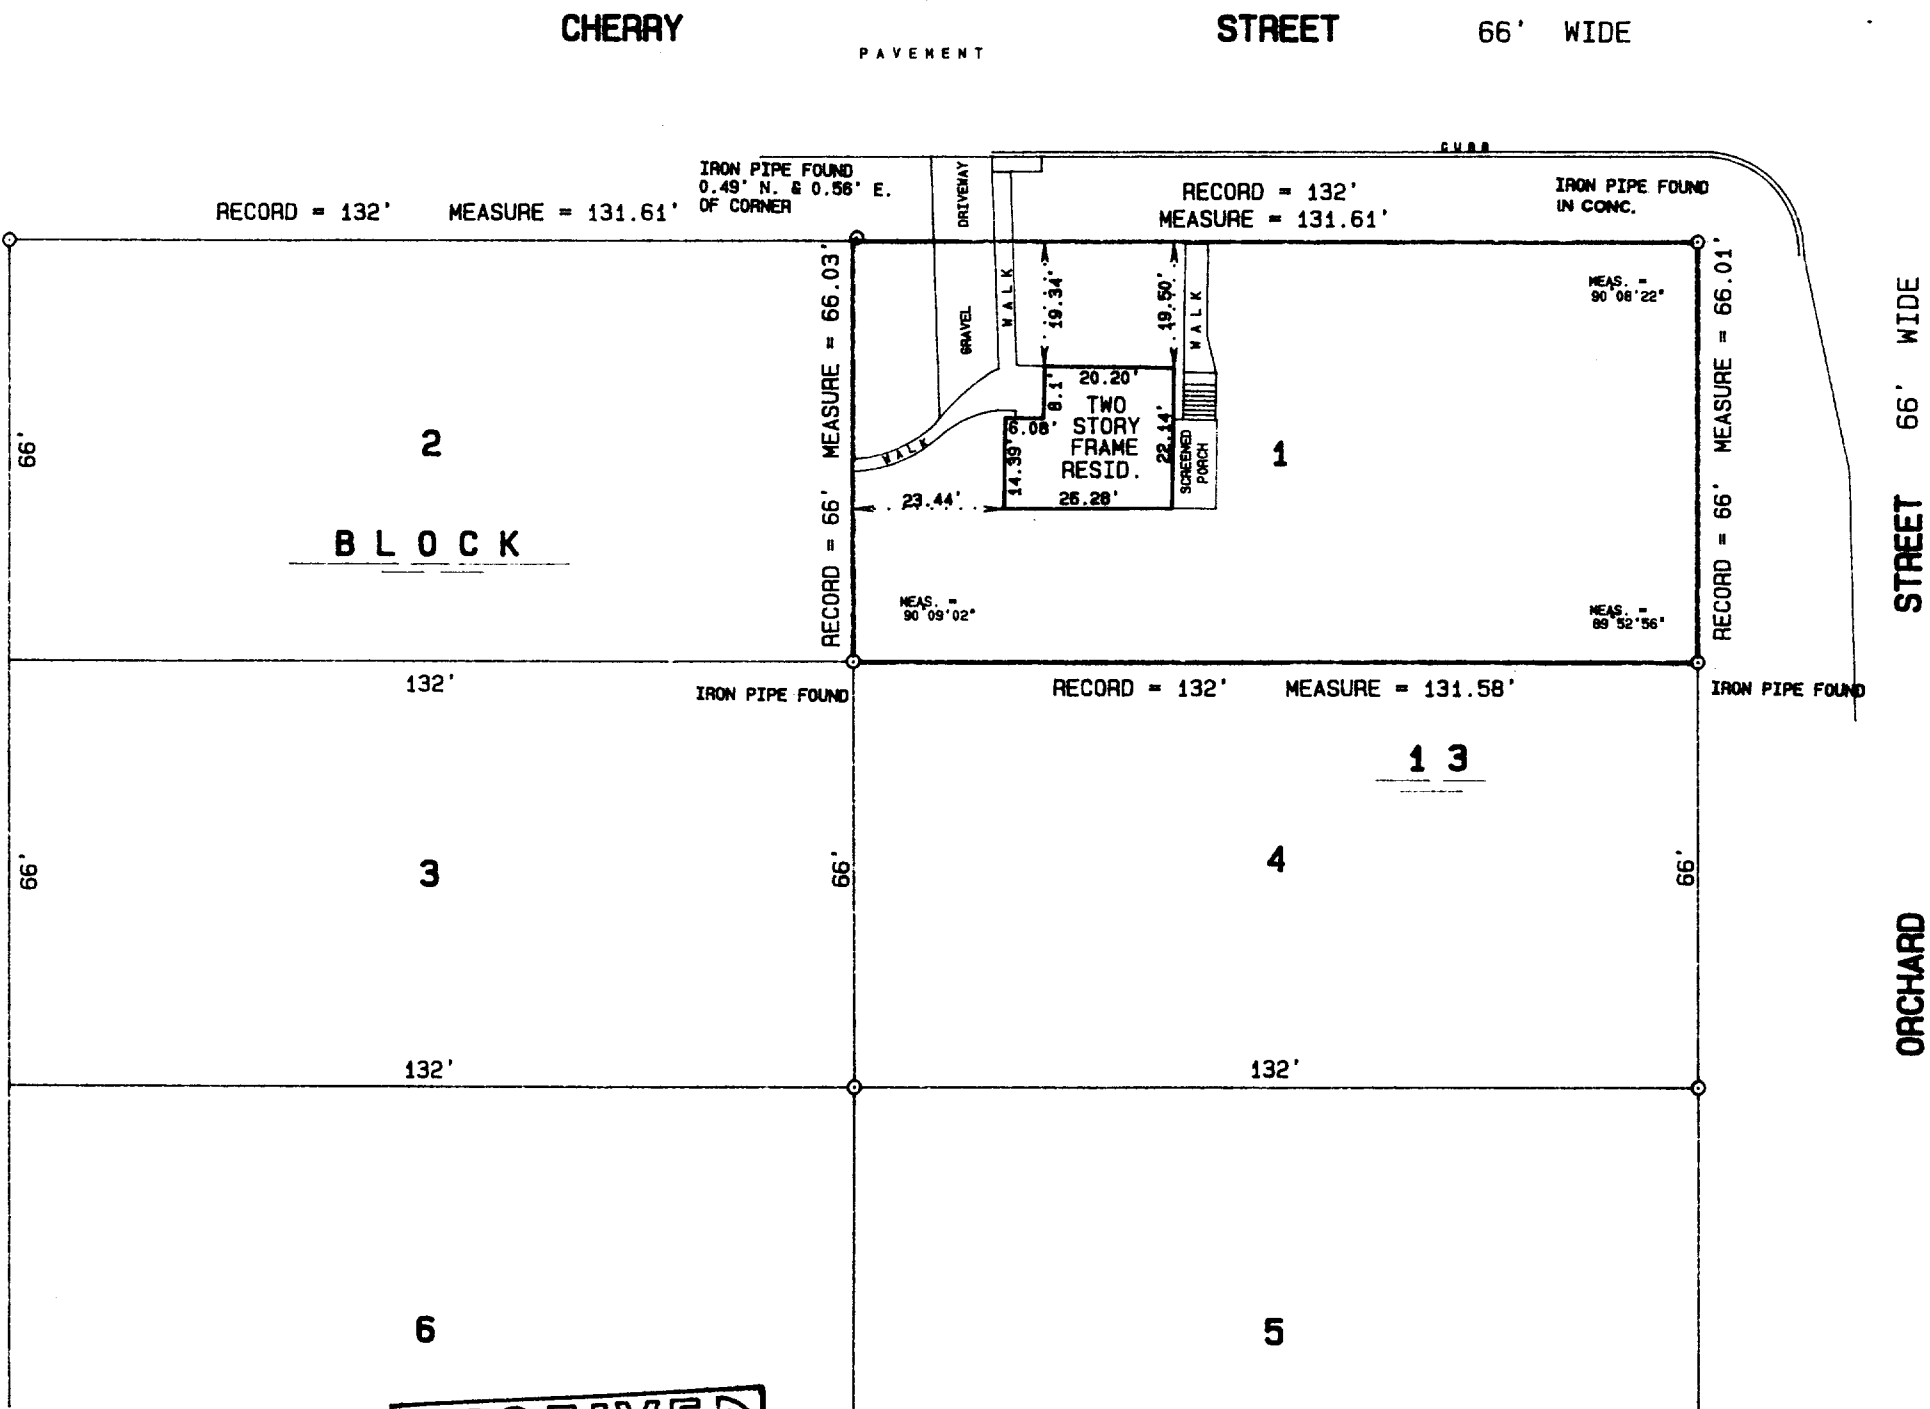 CHERRY STREET 66' WIDE
PAVEMENT
CURB
IRON PIPE FOUND
0.49' N. & 0.56' E.
OF CORNER
DRIVEWAY
RECORD = 132'
MEASURE = 131.61'
IRON PIPE FOUND
IN CONC.
RECORD = 132' MEASURE = 131.61'
RECORD = 66' MEASURE = 66.03'
GRAVEL
WALK
19.34'
19.50'
WALK
MEAS. =
90°08'22"
RECORD = 66' MEASURE = 66.01'
66'
2
BLOCK
WALK
20.20'
8.1'
6.08'
14.39'
TWO
STORY
FRAME
RESID.
22.14'
26.28'
23.44'
SCREENED
PORCH
1
MEAS. =
90°09'02"
MEAS. =
89°52'56"
132'
IRON PIPE FOUND
RECORD = 132' MEASURE = 131.58'
IRON PIPE FOUND
13
66'
3
66'
4
66'
132'
132'
6
5
ORCHARD STREET 66' WIDE